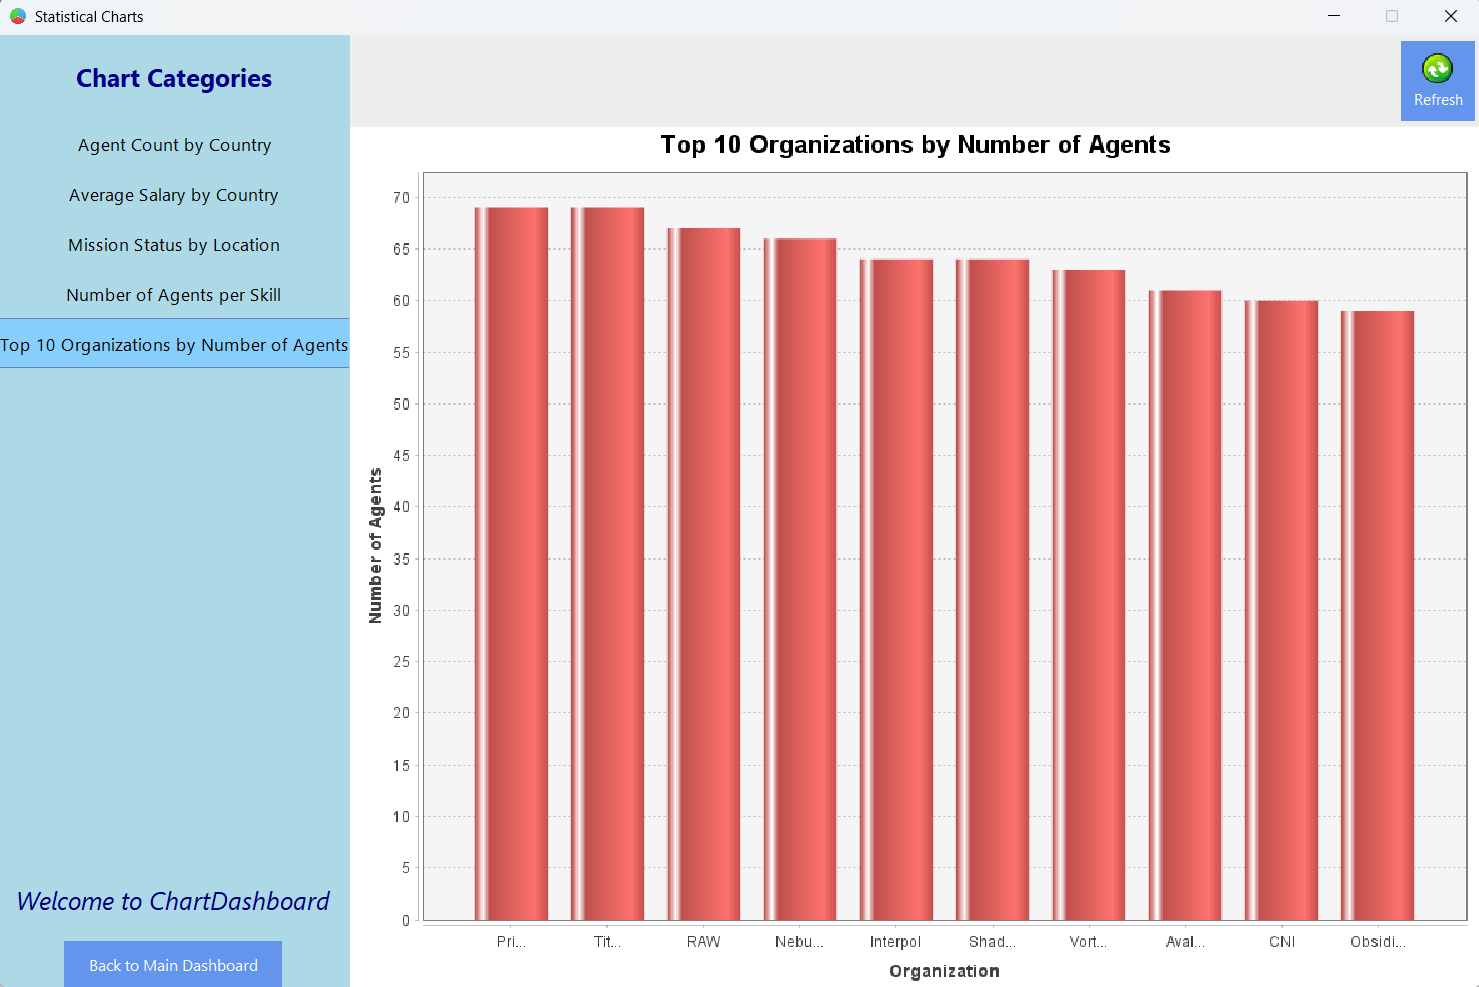 Statistical Charts
Chart Categories
Agent Count by Country
Average Salary by Country
Mission Status by Location
Number of Agents per Skill
Top 10 Organizations by Number of Agents
Welcome to ChartDashboard
Back to Main Dashboard
Refresh
Top 10 Organizations by Number of Agents
Number of Agents
70
65
60
55
50
45
40
35
30
25
20
15
10
5
0
Pri... Tit... RAW Nebu... Interpol Shad... Vort... Aval... CNI Obsidi...
Organization